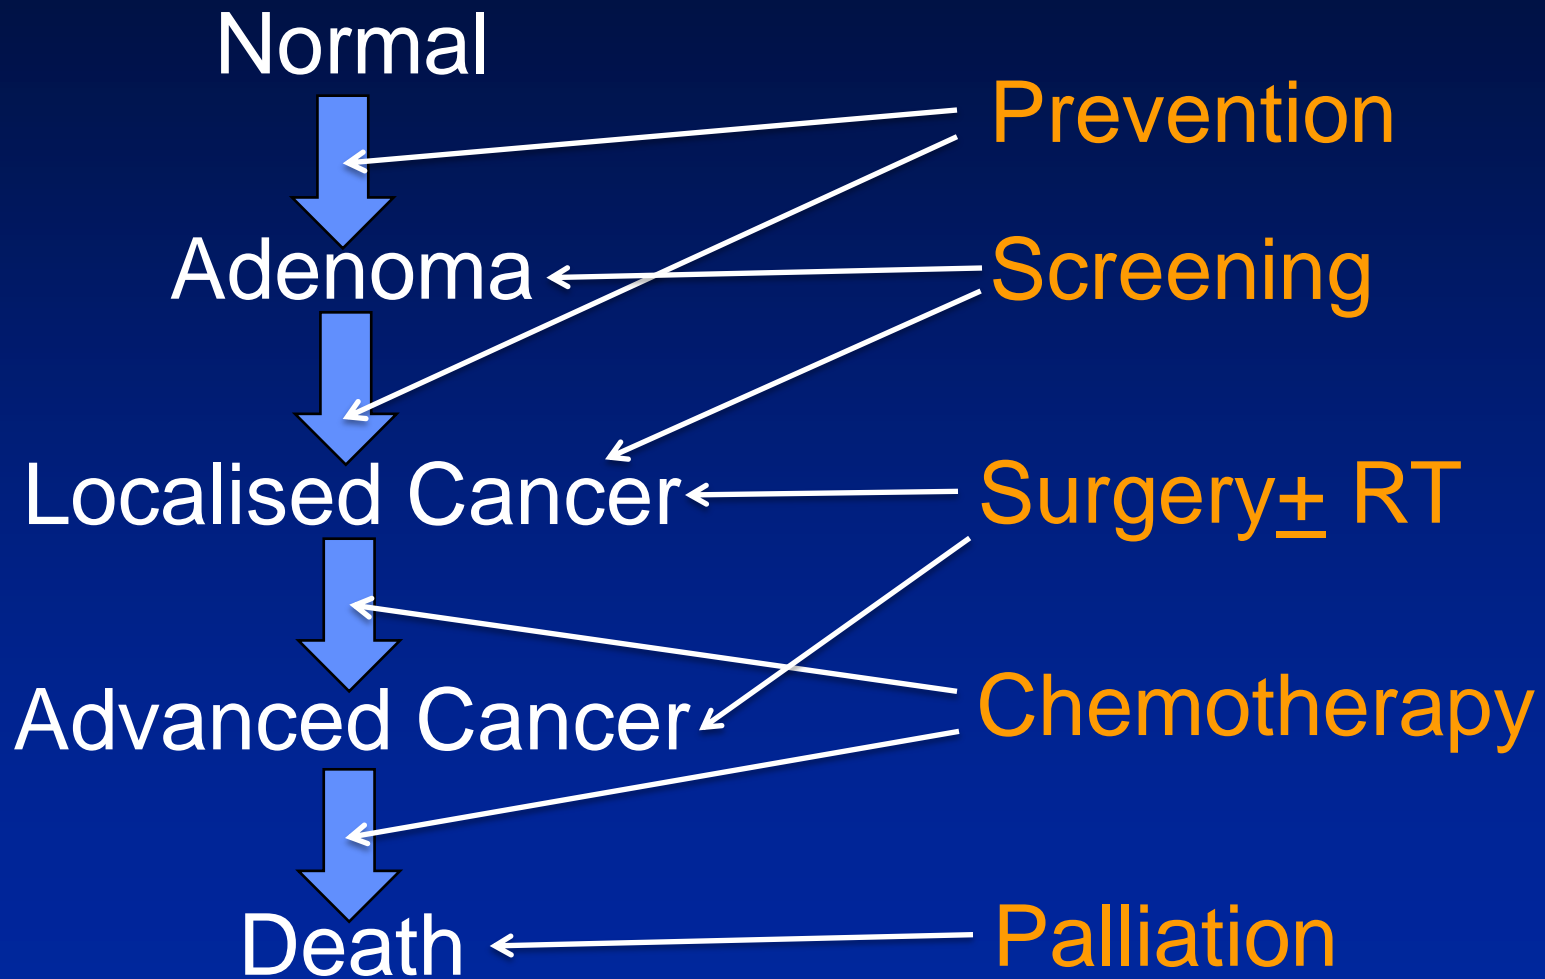 Normal
Prevention
Adenoma
Screening
Localised Cancer
Surgery± RT
Advanced Cancer
Chemotherapy
Death
Palliation